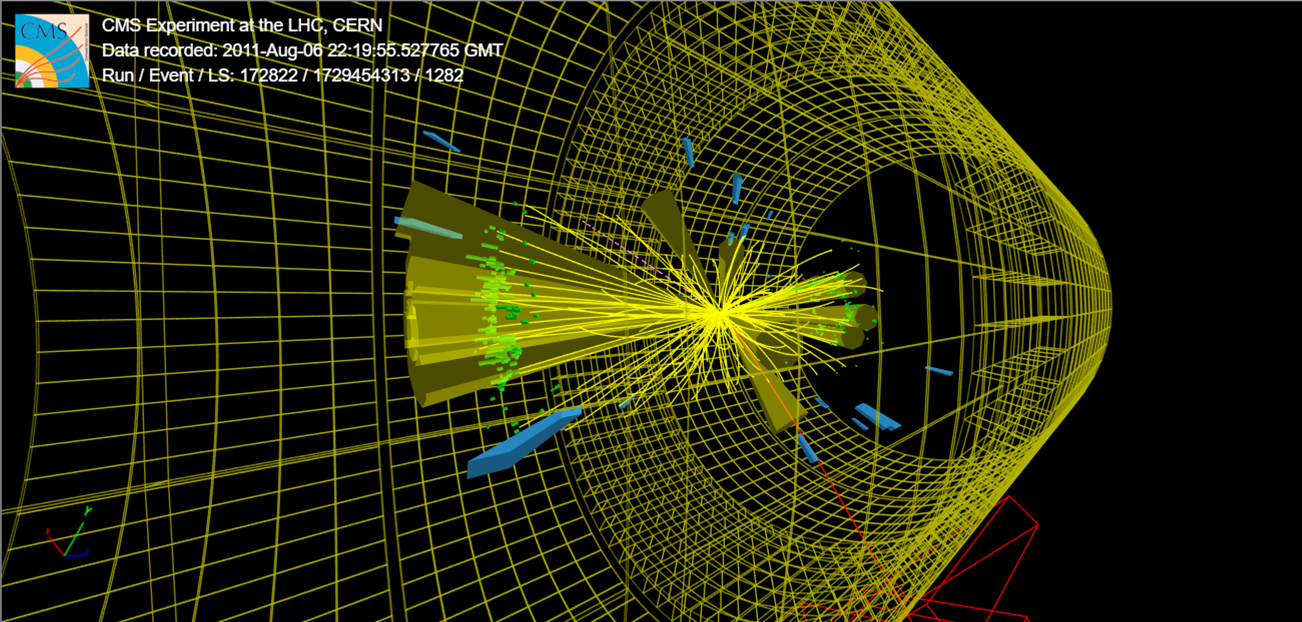 CMS
CMS Experiment at the LHC, CERN
Data recorded: 2011-Aug-06 22:19:55.527765 GMT
Run / Event / LS: 172822 / 1729454313 / 1282
Y